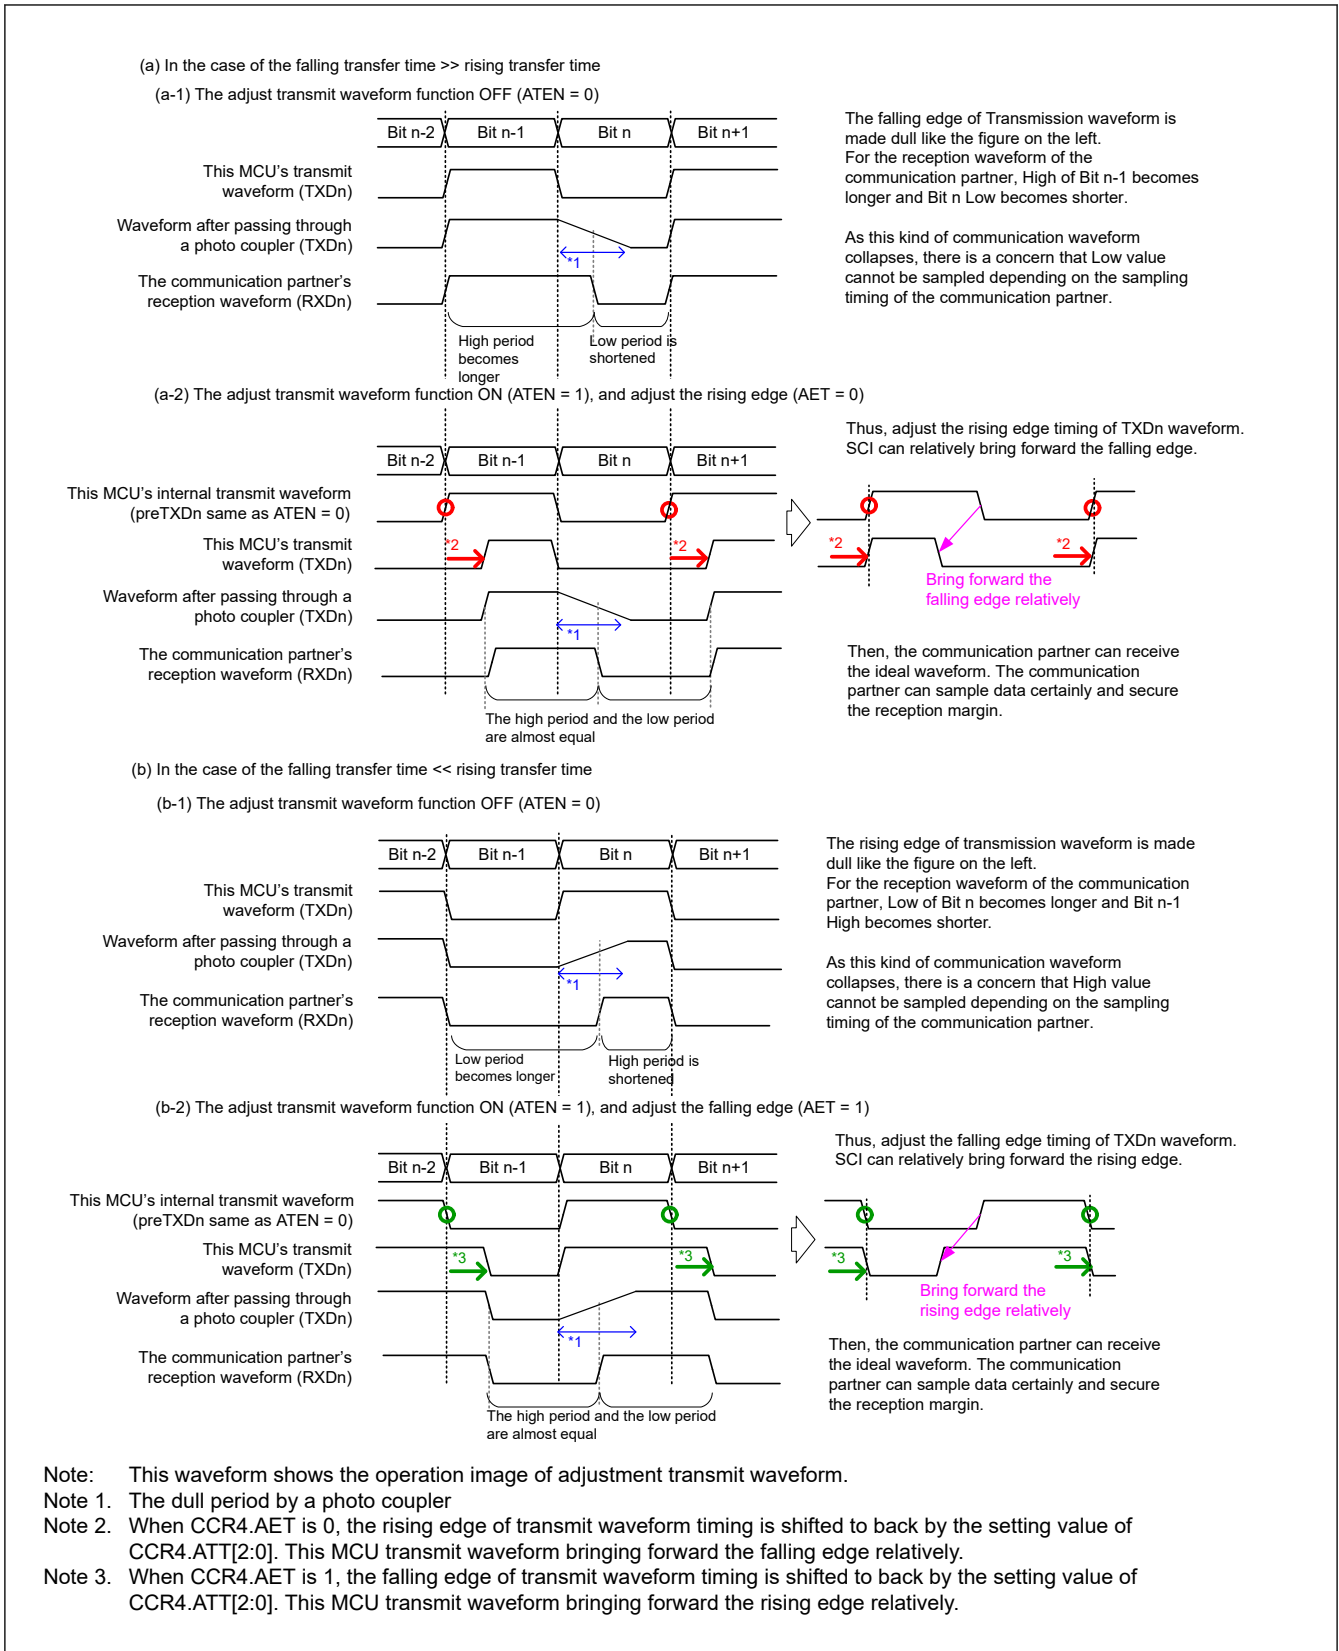 (a) In the case of the falling transfer time >> rising transfer time
(a-1) The adjust transmit waveform function OFF (ATEN = 0)
Bit n-2 Bit n-1 Bit n Bit n+1
This MCU's transmit
waveform (TXDn)
Waveform after passing through
a photo coupler (TXDn)
*1
The communication partner's
reception waveform (RXDn)
High period
becomes
longer
Low period is
shortened
The falling edge of Transmission waveform is
made dull like the figure on the left.
For the reception waveform of the
communication partner, High of Bit n-1 becomes
longer and Bit n Low becomes shorter.
As this kind of communication waveform
collapses, there is a concern that Low value
cannot be sampled depending on the sampling
timing of the communication partner.
(a-2) The adjust transmit waveform function ON (ATEN = 1), and adjust the rising edge (AET = 0)
Bit n-2 Bit n-1 Bit n Bit n+1
This MCU's internal transmit waveform
(preTXDn same as ATEN = 0)
This MCU's transmit
waveform (TXDn)
*2 *2
Waveform after passing through a
photo coupler (TXDn)
*1
The communication partner's
reception waveform (RXDn)
The high period and the low period
are almost equal
Thus, adjust the rising edge timing of TXDn waveform.
SCI can relatively bring forward the falling edge.
*2 *2
Bring forward the
falling edge relatively
Then, the communication partner can receive
the ideal waveform. The communication
partner can sample data certainly and secure
the reception margin.
(b) In the case of the falling transfer time << rising transfer time
(b-1) The adjust transmit waveform function OFF (ATEN = 0)
Bit n-2 Bit n-1 Bit n Bit n+1
This MCU's transmit
waveform (TXDn)
Waveform after passing through a
photo coupler (TXDn)
*1
The communication partner's
reception waveform (RXDn)
Low period
becomes longer
High period is
shortened
The rising edge of transmission waveform is made
dull like the figure on the left.
For the reception waveform of the communication
partner, Low of Bit n becomes longer and Bit n-1
High becomes shorter.
As this kind of communication waveform
collapses, there is a concern that High value
cannot be sampled depending on the sampling
timing of the communication partner.
(b-2) The adjust transmit waveform function ON (ATEN = 1), and adjust the falling edge (AET = 1)
Bit n-2 Bit n-1 Bit n Bit n+1
This MCU's internal transmit waveform
(preTXDn same as ATEN = 0)
This MCU's transmit
waveform (TXDn)
*3 *3
Waveform after passing through
a photo coupler (TXDn)
*1
The communication partner's
reception waveform (RXDn)
The high period and the low period
are almost equal
Thus, adjust the falling edge timing of TXDn waveform.
SCI can relatively bring forward the rising edge.
*3 *3
Bring forward the
rising edge relatively
Then, the communication partner can receive
the ideal waveform. The communication
partner can sample data certainly and secure
the reception margin.
Note: This waveform shows the operation image of adjustment transmit waveform.
Note 1. The dull period by a photo coupler
Note 2. When CCR4.AET is 0, the rising edge of transmit waveform timing is shifted to back by the setting value of
CCR4.ATT[2:0]. This MCU transmit waveform bringing forward the falling edge relatively.
Note 3. When CCR4.AET is 1, the falling edge of transmit waveform timing is shifted to back by the setting value of
CCR4.ATT[2:0]. This MCU transmit waveform bringing forward the rising edge relatively.